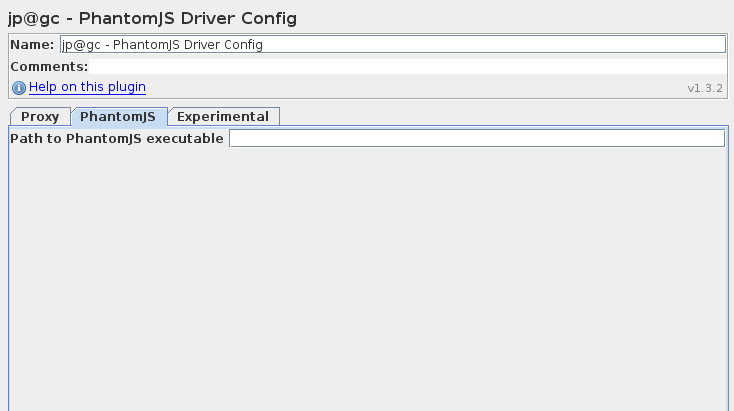 jp@gc - PhantomJS Driver Config
Name: jp@gc - PhantomJS Driver Config
Comments:
Help on this plugin v1.3.2
Proxy PhantomJS Experimental
Path to PhantomJS executable